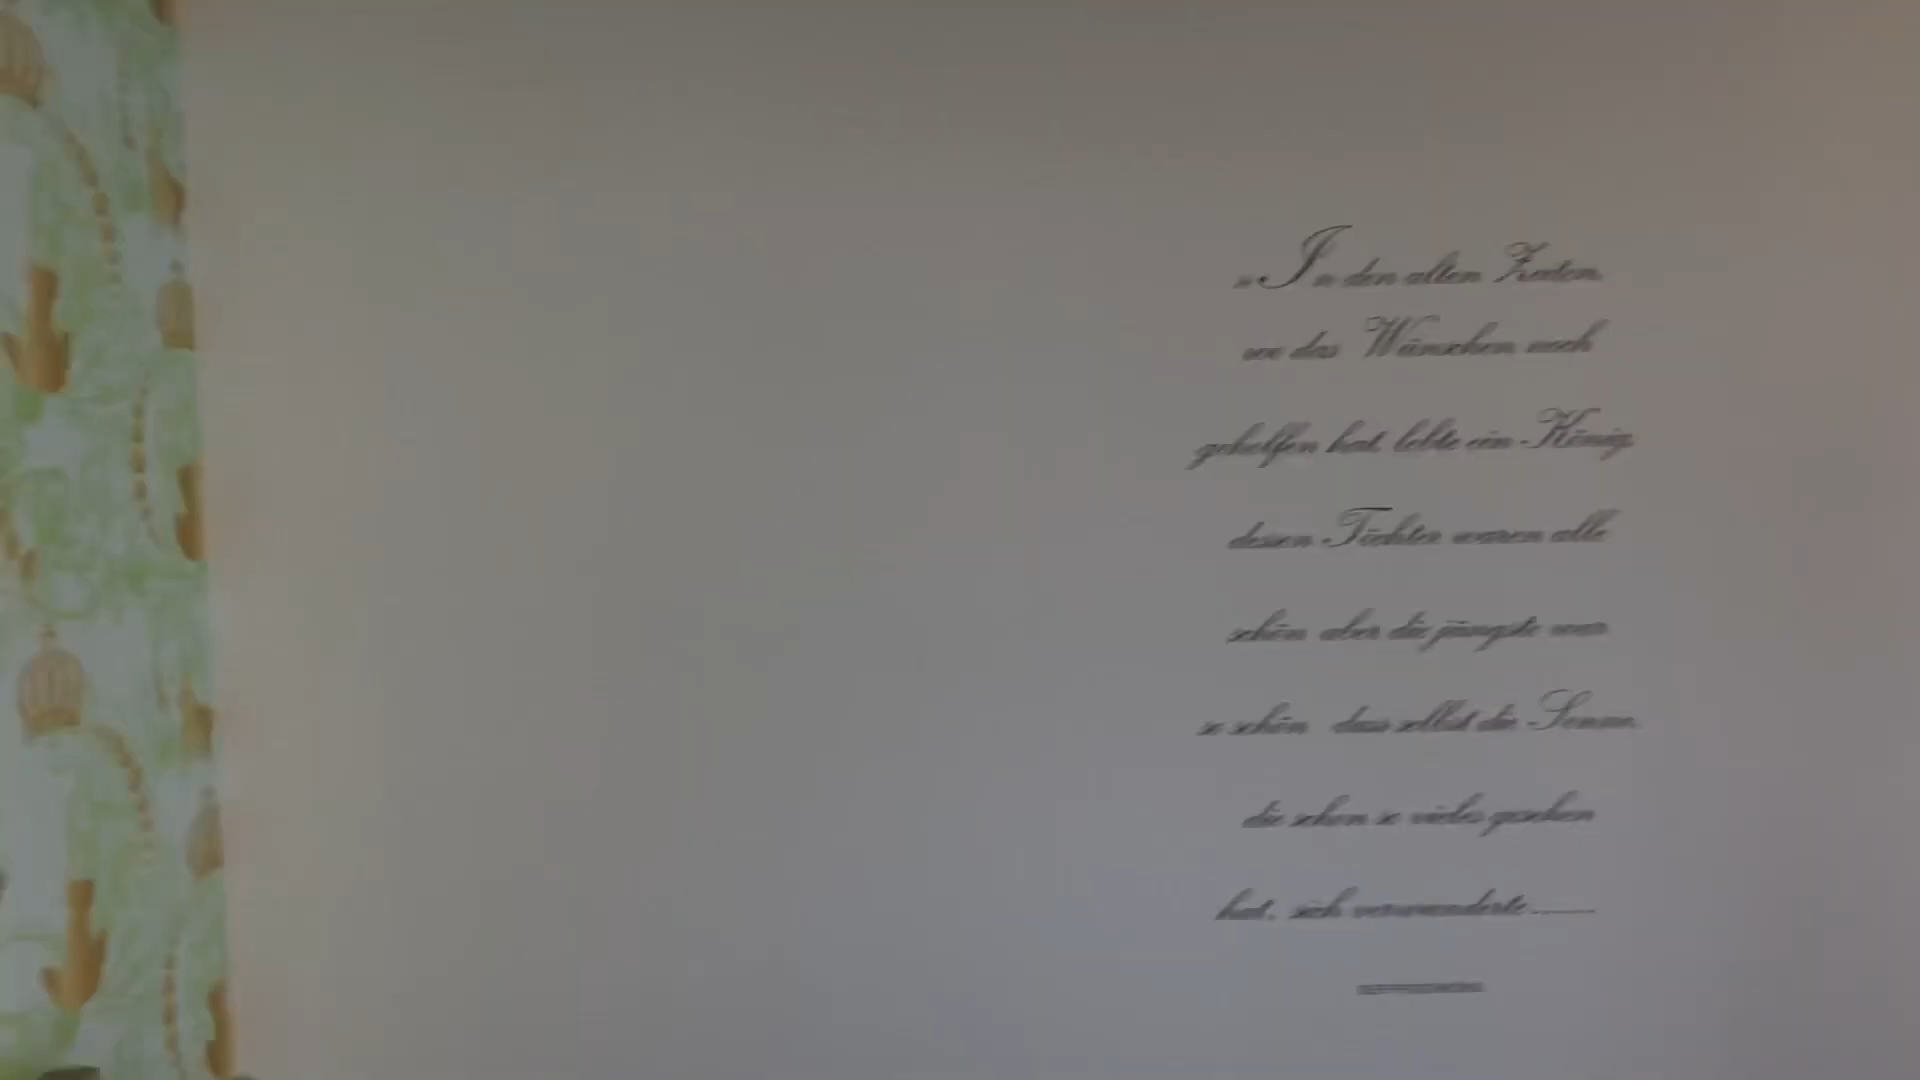 »In den alten Zeiten,
wo das Wünschen noch
geholfen hat, lebte ein König,
dessen Töchter waren alle
schön aber die jüngste war
so schön dass selbst die Sonne,
die schon so vieles gesehen
hat, sich verwunderte........